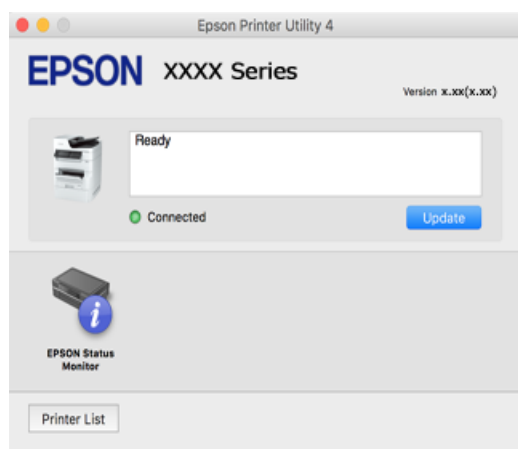 Epson Printer Utility 4
EPSON XXXX Series
Version x.xx(x.xx)
Ready
Connected
Update
EPSON Status
Monitor
Printer List